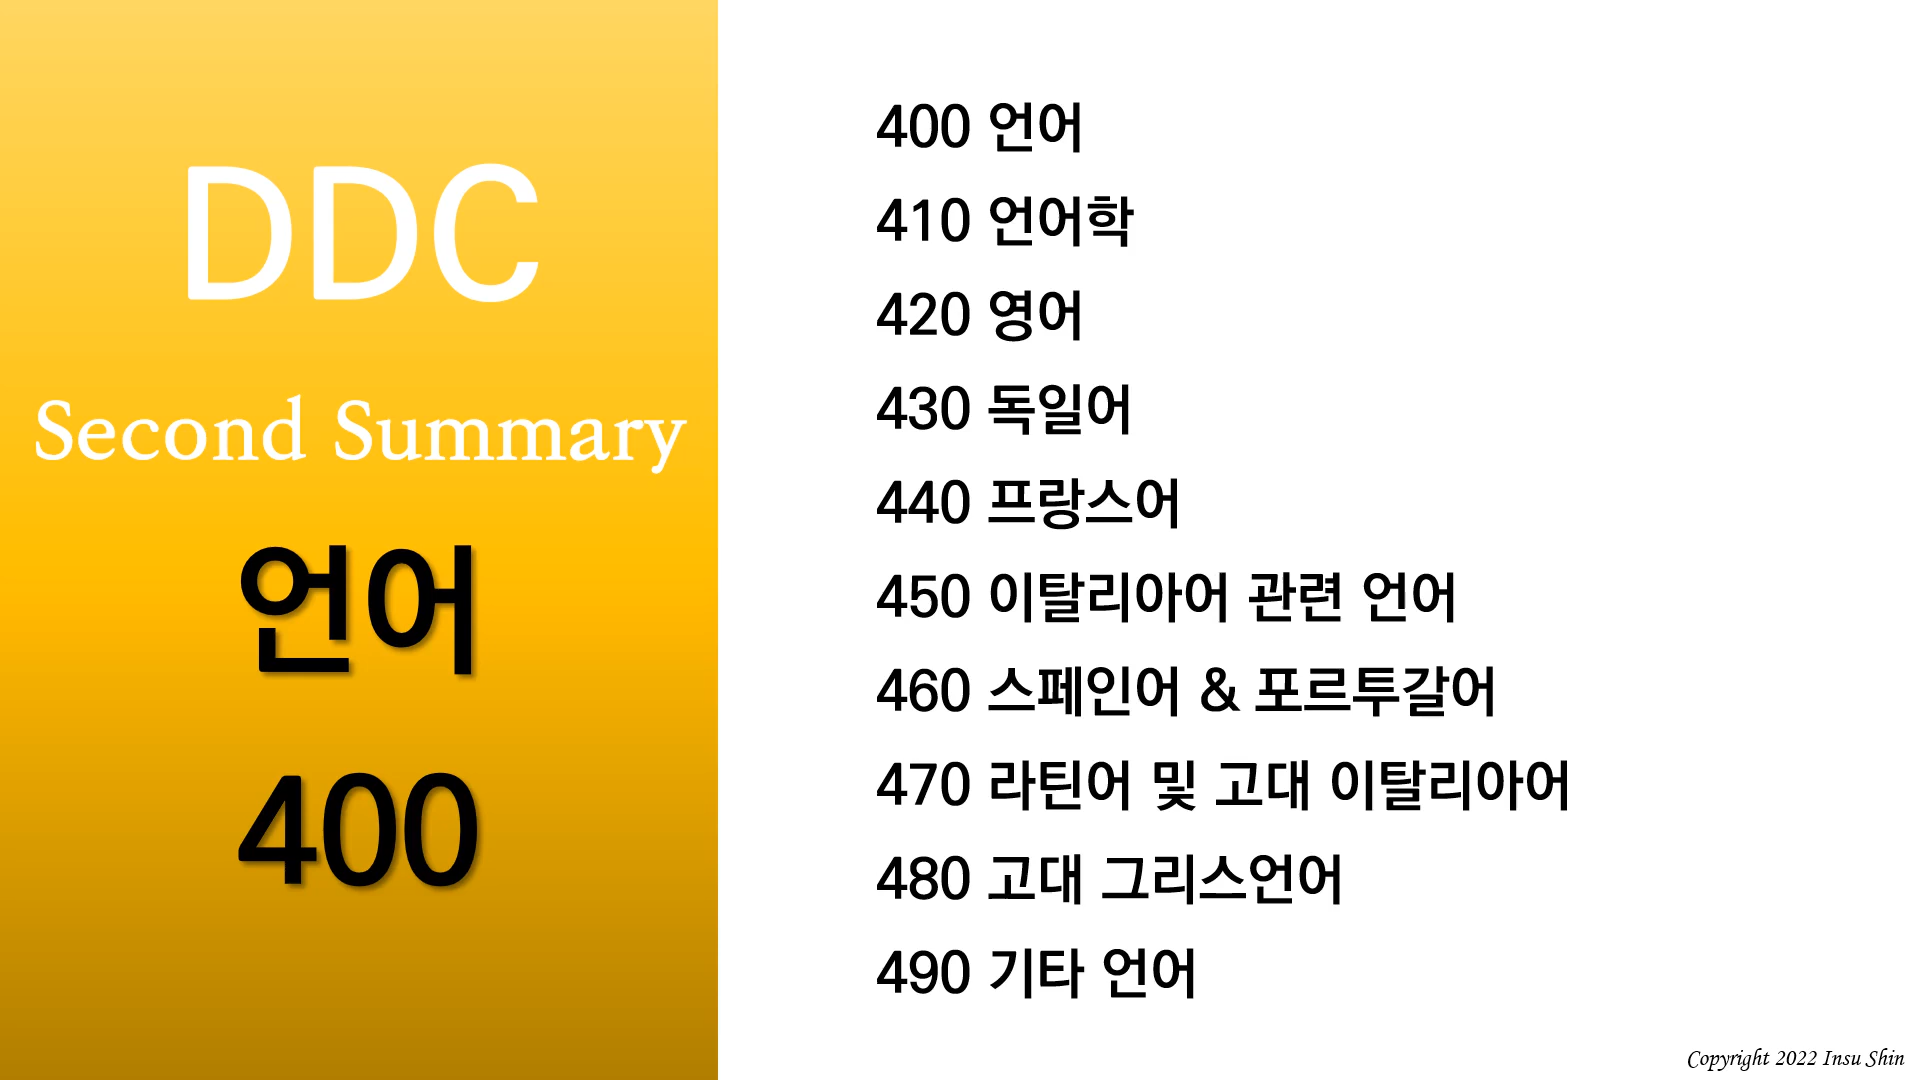 DDC
Second Summary
언어
400
400 언어
410 언어학
420 영어
430 독일어
440 프랑스어
450 이탈리아어 관련 언어
460 스페인어 & 포르투갈어
470 라틴어 및 고대 이탈리아어
480 고대 그리스언어
490 기타 언어
Copyright 2022 Insu Shin